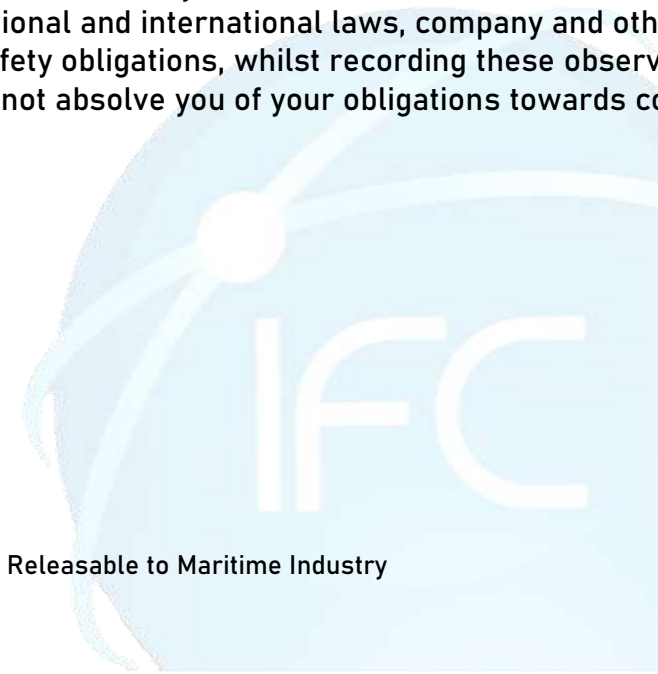 ional and international laws, company and oth
fety obligations, whilst recording these observ
not absolve you of your obligations towards co
IFC
Releasable to Maritime Industry